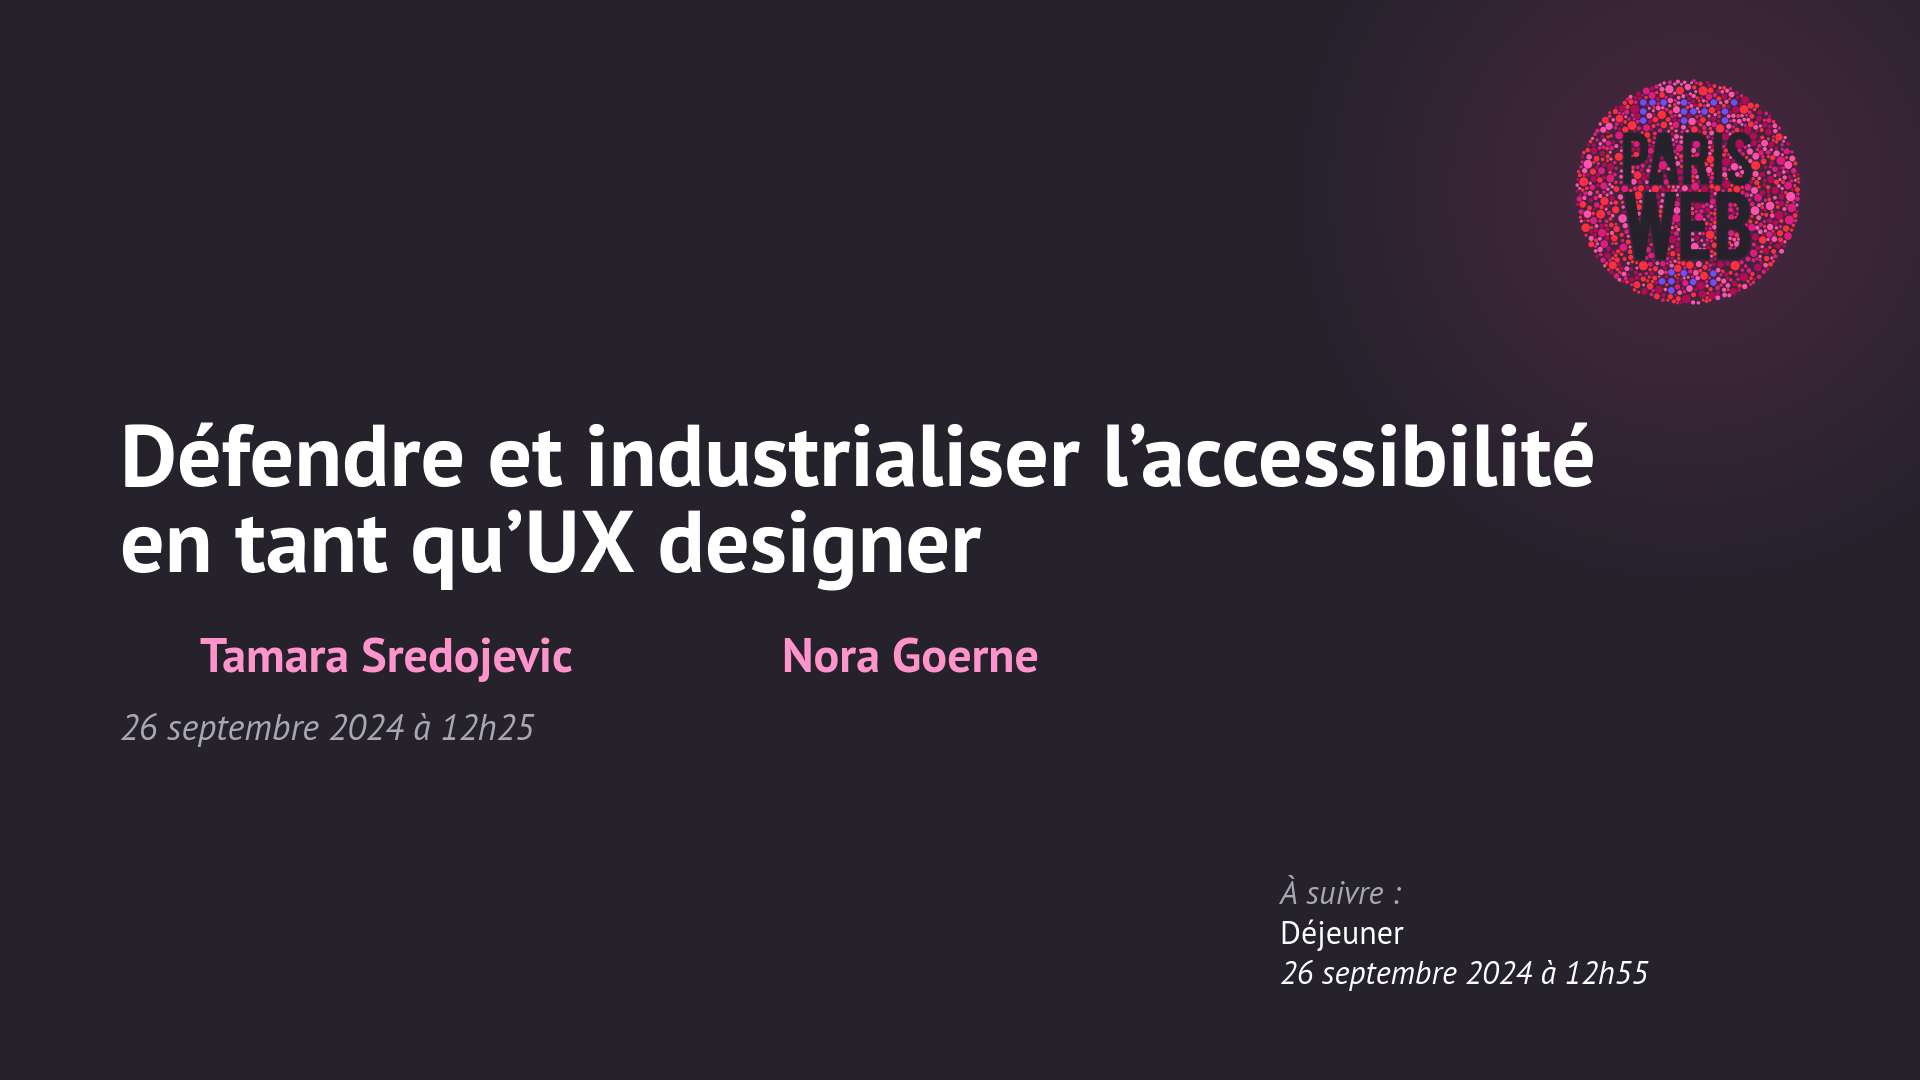 PARIS
WEB
Défendre et industrialiser l’accessibilité
en tant qu’UX designer
Tamara Sredojevic Nora Goerne
26 septembre 2024 à 12h25
À suivre :
Déjeuner
26 septembre 2024 à 12h55